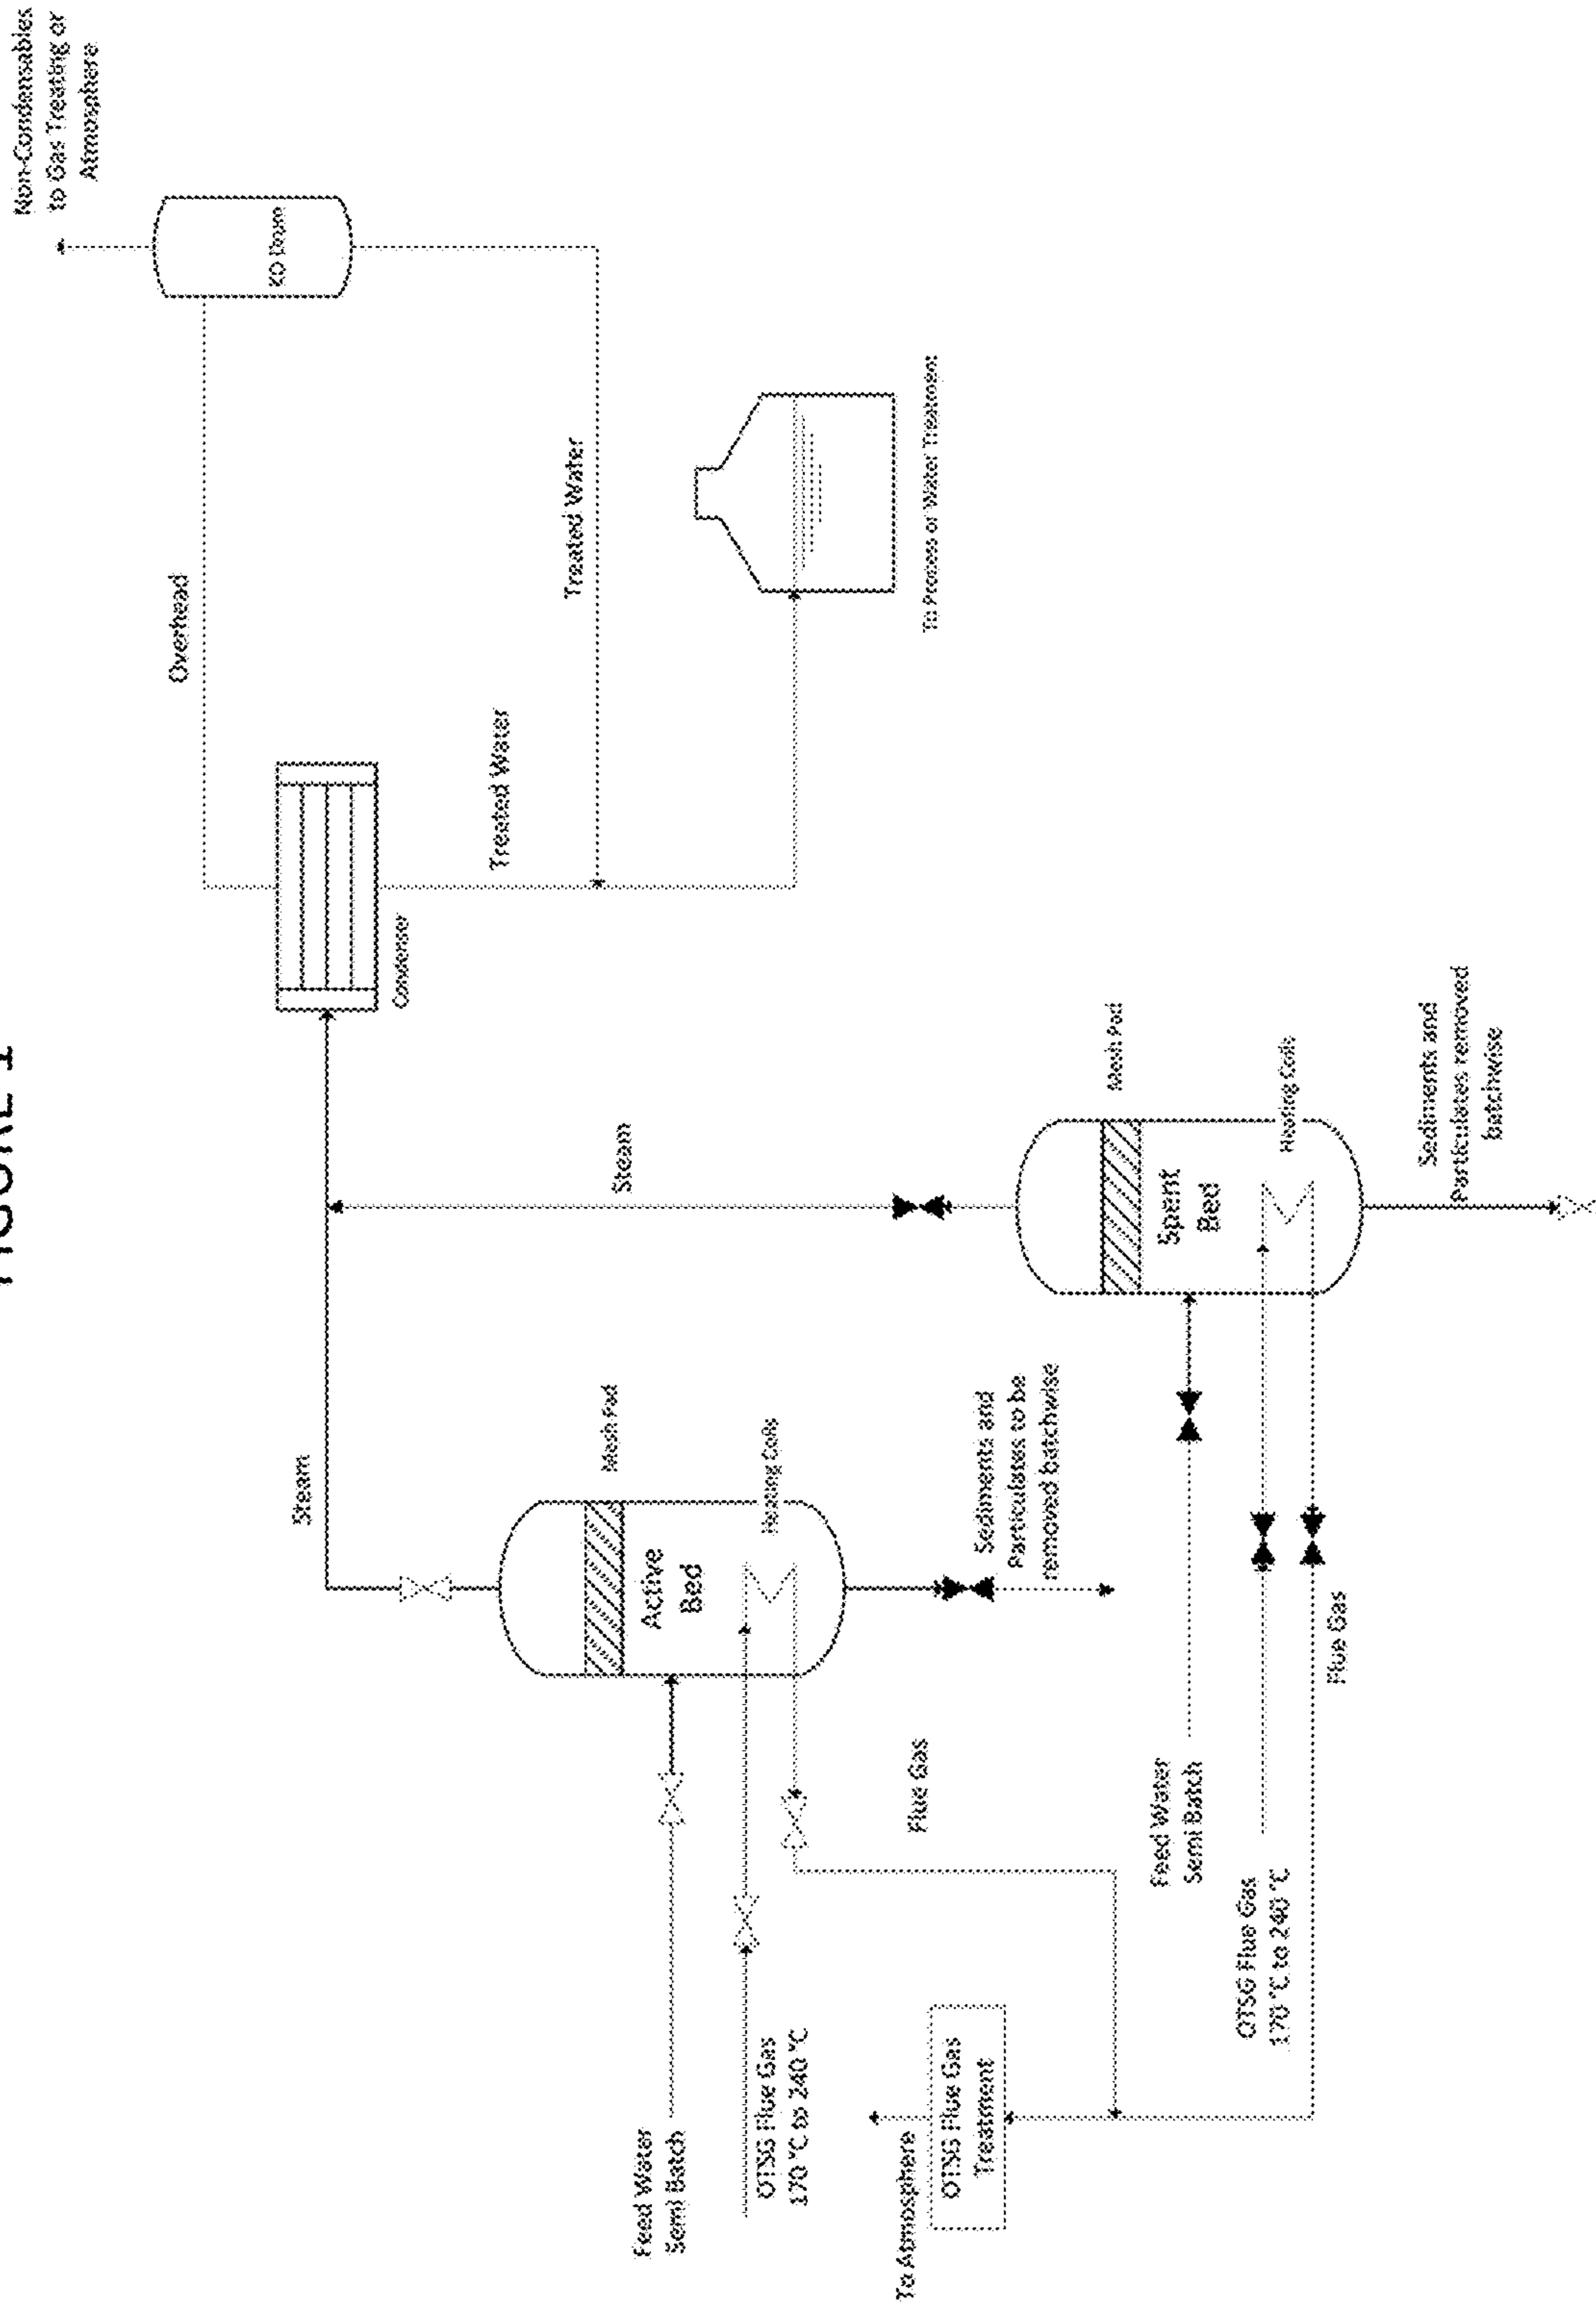 FIGURE 1
Non-Condensables
to Gas Treating or
Atmosphere
KO Drum
Overhead
Condenser
Treated Water
Treated Water
To Process or Water Treatment
Steam
Steam
Mesh Pad
Active
Bed
Heating Coils
Feed Water
Semi Batch
OTSG Flue Gas
170 °C to 240 °C
Sediments and
Particulates to be
removed batchwise
Flue Gas
To Atmosphere
OTSG Flue Gas
Treatment
Mesh Pad
Spent
Bed
Heating Coils
Feed Water
Semi Batch
OTSG Flue Gas
170 °C to 240 °C
Flue Gas
Sediments and
Particulates removed
batchwise